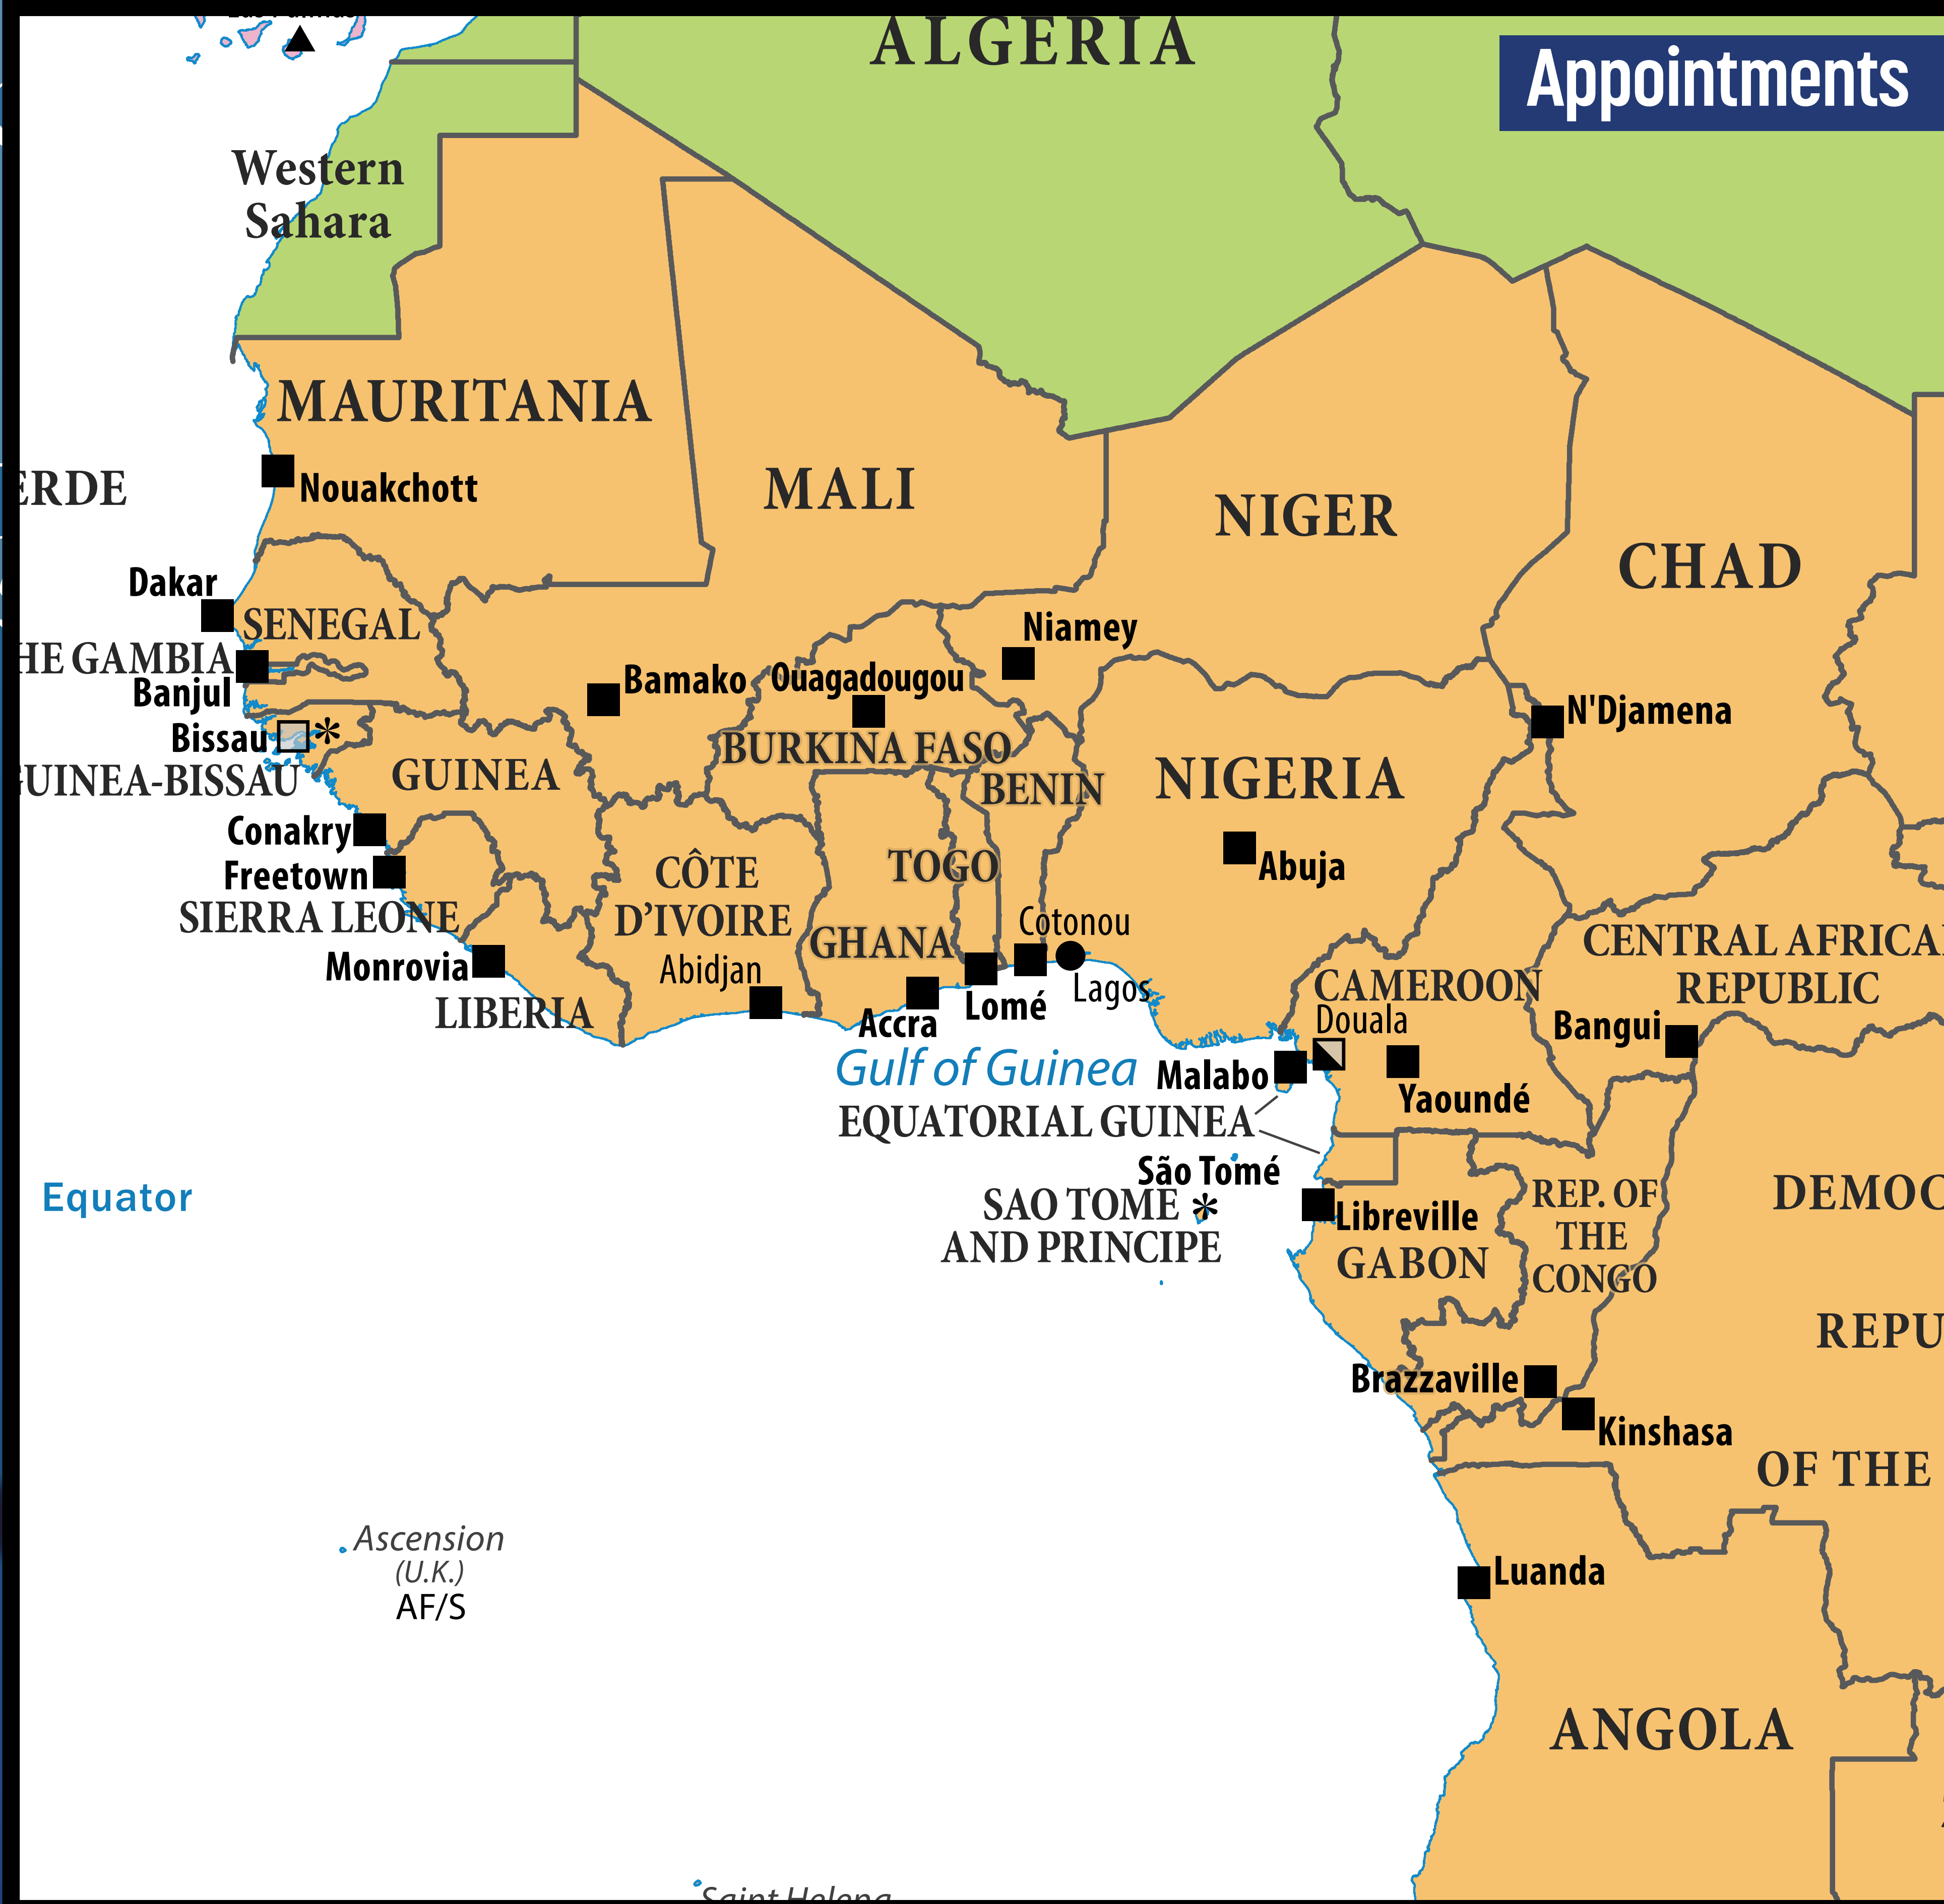 ALGERIA
Appointments
Western
Sahara
MAURITANIA
Nouakchott
MALI
NIGER
CHAD
ERDE
Dakar
SENEGAL
HE GAMBIA
Banjul
Bissau *
GUINEA-BISSAU
Bamako
Ouagadougou
Niamey
N'Djamena
BURKINA FASO
BENIN
NIGERIA
GUINEA
Conakry
Freetown
SIERRA LEONE
Monrovia
LIBERIA
CÔTE
D'IVOIRE
Abidjan
TOGO
GHANA
Abuja
Cotonou
Lagos
Lomé
Accra
Gulf of Guinea
CENTRAL AFRICA
REPUBLIC
CAMEROON
Douala
Bangui
Malabo
Yaoundé
EQUATORIAL GUINEA
São Tomé
SAO TOME *
AND PRINCIPE
Equator
Libreville
GABON
REP. OF
THE
CONGO
DEMOC
REPU
OF THE
Brazzaville
Kinshasa
Luanda
ANGOLA
Ascension
(U.K.)
AF/S
Saint Helena